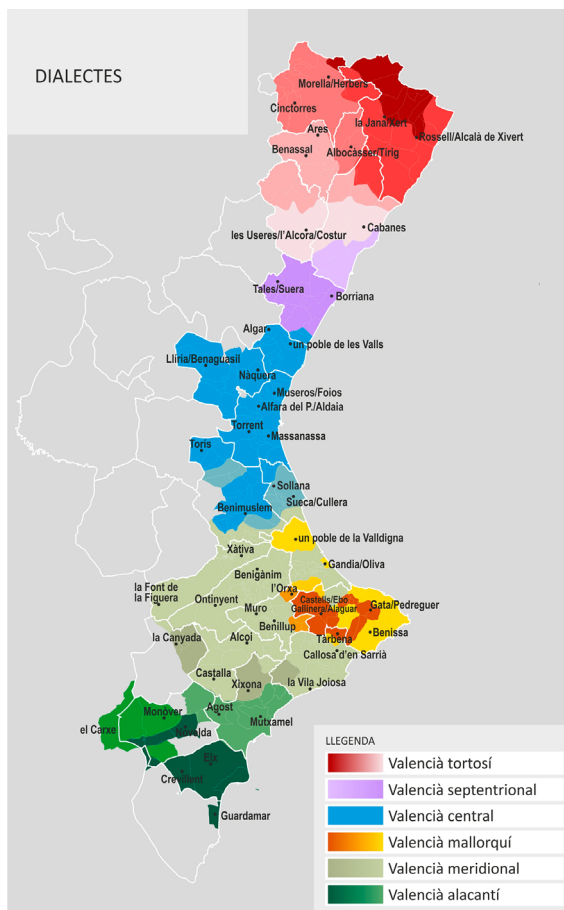 DIALECTES
Morella/Herbers
Cinctorres
la Jana/Xert
Ares
Rossell/Alcalà de Xivert
Benassal
Albocàsser/Tírig
Cabanes
les Useres/l'Alcora/Costur
Tales/Suera
Borriana
Algar
un poble de les Valls
Llíria/Benaguasil
Nàquera
Museros/Foios
Alfara del P./Aldaia
Torrent
Massanassa
Toris
Sollana
Sueca/Cullera
Benimuslem
un poble de la Valldigna
Xàtiva
Gandia/Oliva
Benigànim
la Font de
la Figuera
l'Orxa
Ontinyent
Castells/Ebo
Gallinera/Alaguar
Gata/Pedreguer
Muro
Benillup
Benissa
la Canyada
Alcoi
Tàrbena
Callosa d'en Sarrià
Castalla
Xixona
la Vila Joiosa
Monòver
Agost
Mutxamel
el Carxe
Novelda
Elx
Crevillent
Guardamar
LLEGENDA
Valencià tortosí
Valencià septentrional
Valencià central
Valencià mallorquí
Valencià meridional
Valencià alacantí